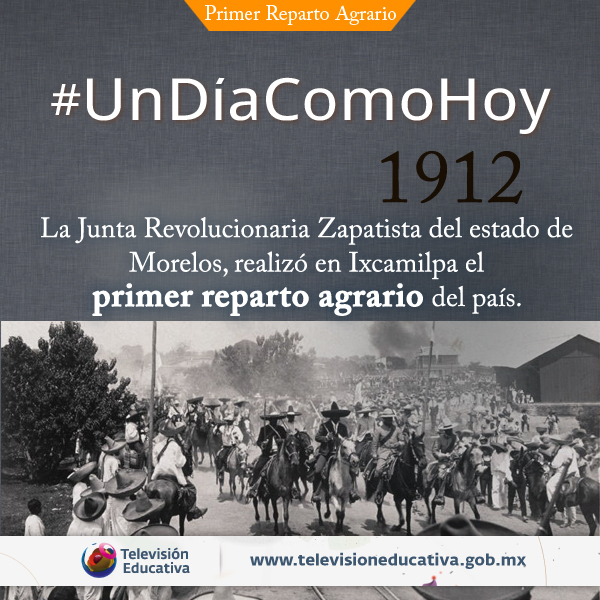 Primer Reparto Agrario
#UnDíaComoHoy
1912
La Junta Revolucionaria Zapatista del estado de
Morelos, realizó en Ixcamilpa el
primer reparto agrario del país.
Televisión
Educativa
www.televisioneducativa.gob.mx